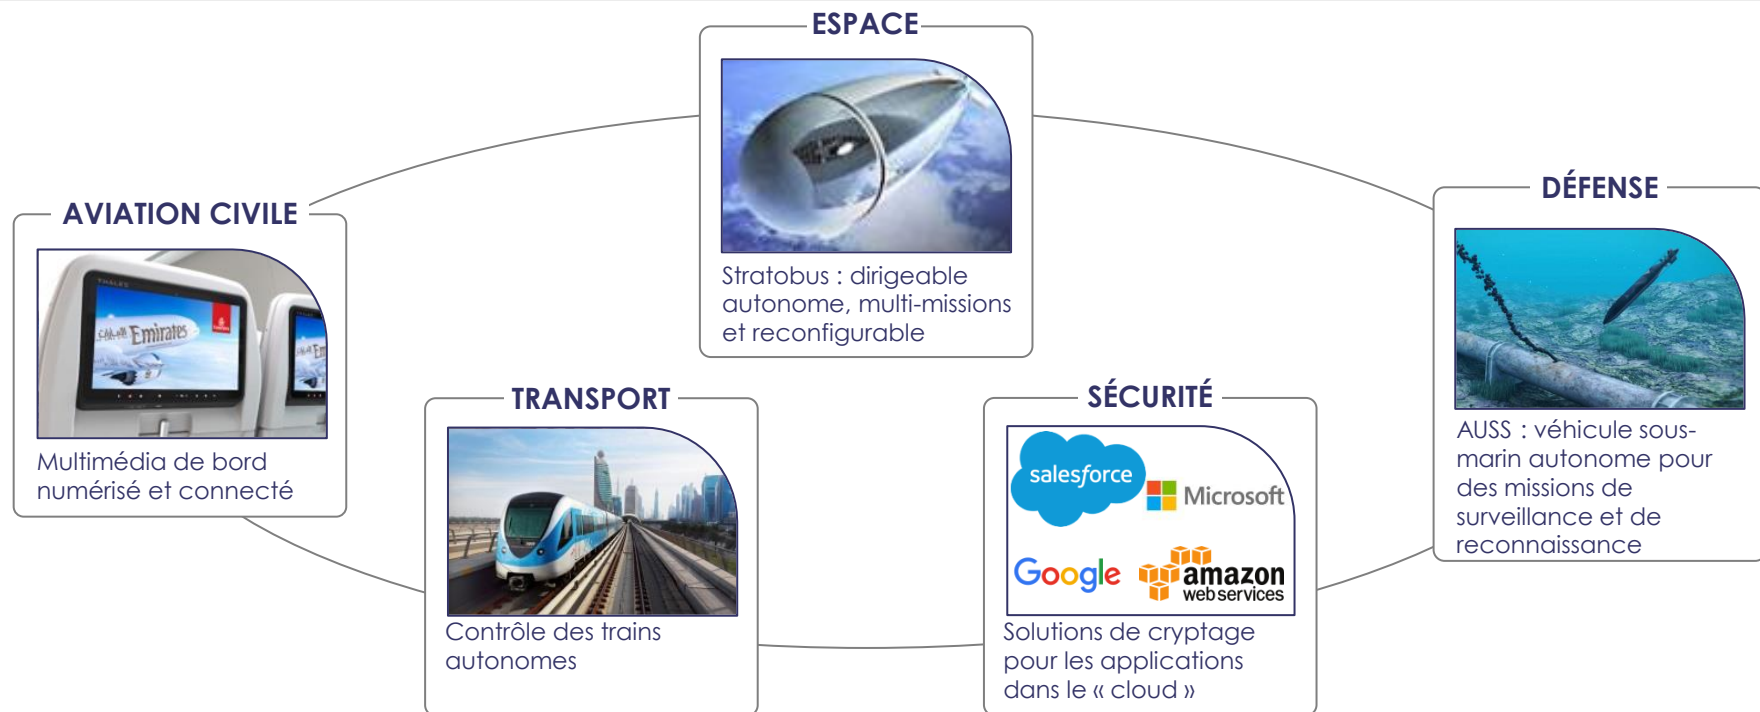 ESPACE
Stratobus : dirigeable
autonome, multi-missions
et reconfigurable
AVIATION CIVILE
THALES
Emirates
Multimédia de bord
numérisé et connecté
DÉFENSE
AUSS : véhicule sous-
marin autonome pour
des missions de
surveillance et de
reconnaissance
TRANSPORT
Contrôle des trains
autonomes
SÉCURITÉ
salesforce
Microsoft
Google
amazon
web services
Solutions de cryptage
pour les applications
dans le « cloud »